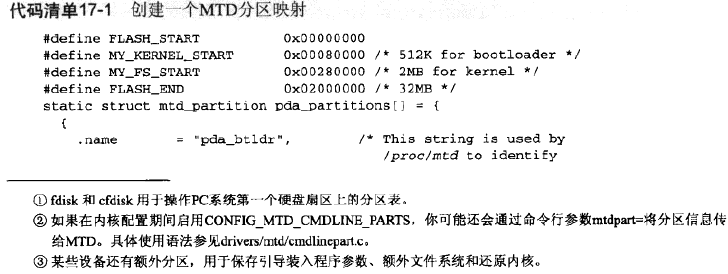 代码清单17-1 创建一个MTD分区映射
#define FLASH_START 0x00000000
#define MY_KERNEL_START 0x00080000 /* 512K for bootloader */
#define MY_FS_START 0x00280000 /* 2MB for kernel */
#define FLASH_END 0x02000000 /* 32MB */
static struct mtd_partition pda_partitions[] = {
{
.name = "pda_btldr", /* This string is used by
/proc/mtd to identify
① fdisk 和 cfdisk 用于操作PC系统第一个硬盘扇区上的分区表。
② 如果在内核配置期间启用CONFIG_MTD_CMDLINE_PARTS，你可能还会通过命令行参数mtdpart=将分区信息传
给MTD。具体使用语法参见drivers/mtd/cmdlinepart.c。
③ 某些设备还有额外分区，用于保存引导装入程序参数、额外文件系统和还原内核。